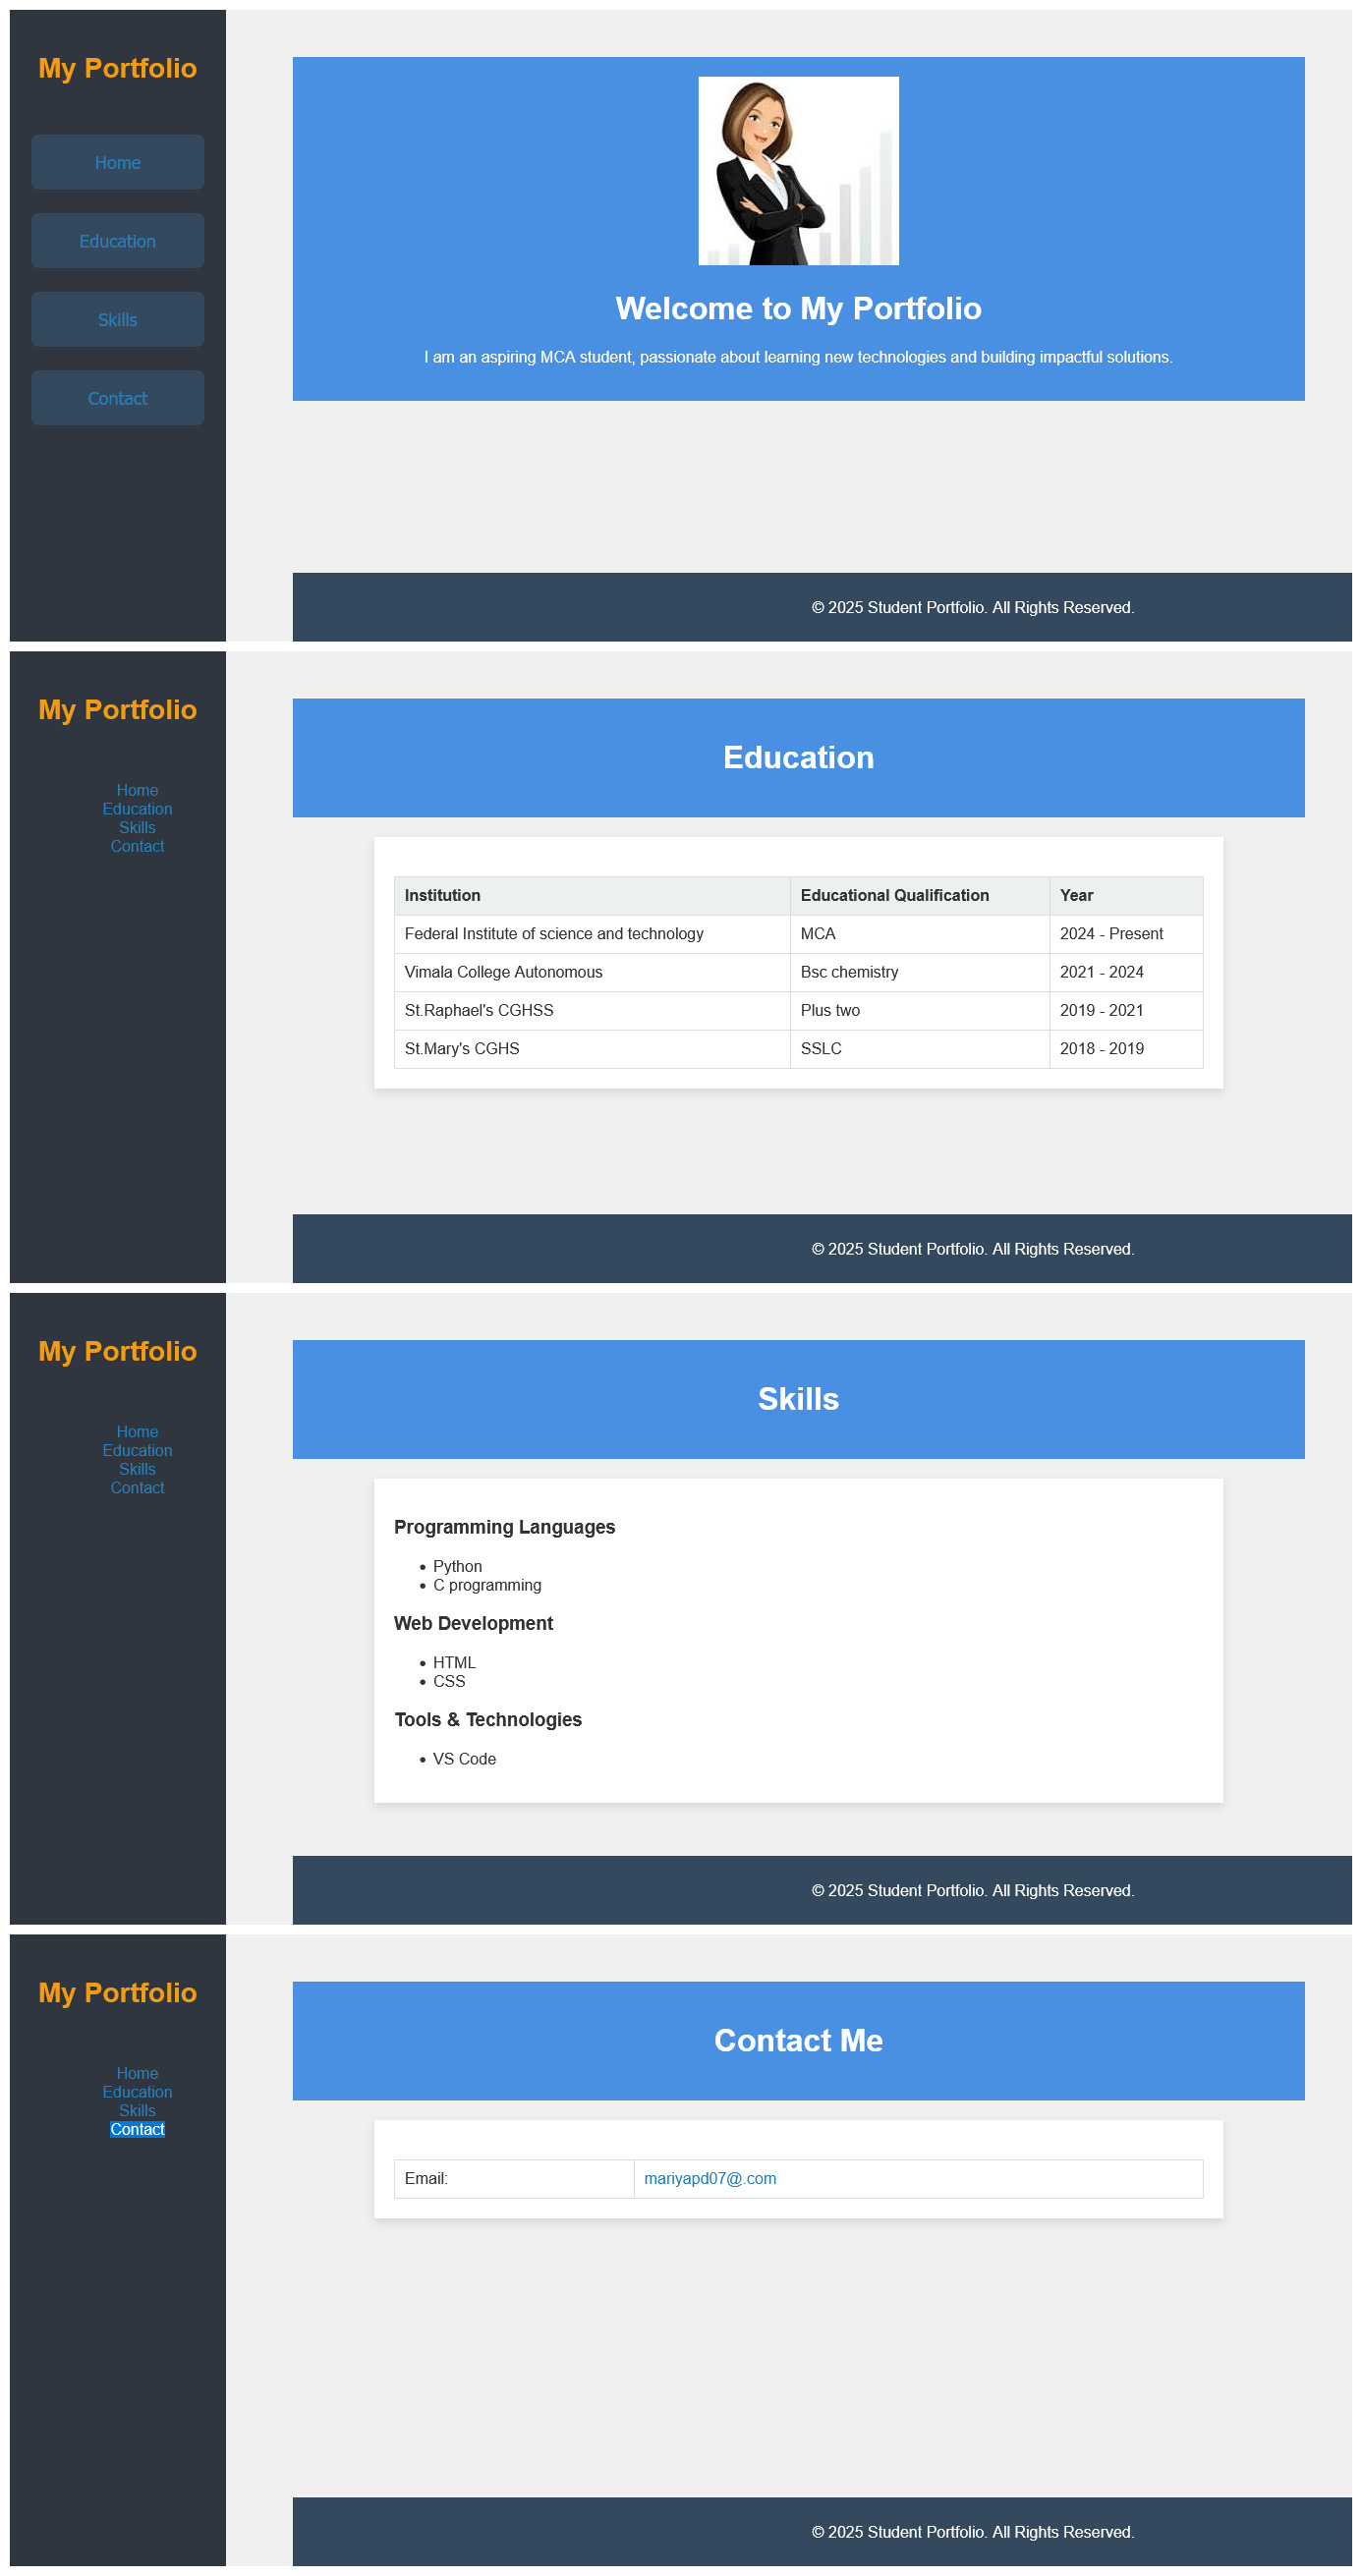 My Portfolio
Home
Education
Skills
Contact
Welcome to My Portfolio
I am an aspiring MCA student, passionate about learning new technologies and building impactful solutions.
© 2025 Student Portfolio. All Rights Reserved.
My Portfolio
Home
Education
Skills
Contact
Education
Institution Educational Qualification Year
Federal Institute of science and technology MCA 2024 - Present
Vimala College Autonomous Bsc chemistry 2021 - 2024
St.Raphael's CGHSS Plus two 2019 - 2021
St.Mary's CGHS SSLC 2018 - 2019
© 2025 Student Portfolio. All Rights Reserved.
My Portfolio
Home
Education
Skills
Contact
Skills
Programming Languages
• Python
• C programming
Web Development
• HTML
• CSS
Tools & Technologies
• VS Code
© 2025 Student Portfolio. All Rights Reserved.
My Portfolio
Home
Education
Skills
Contact
Contact Me
Email: mariyapd07@.com
© 2025 Student Portfolio. All Rights Reserved.